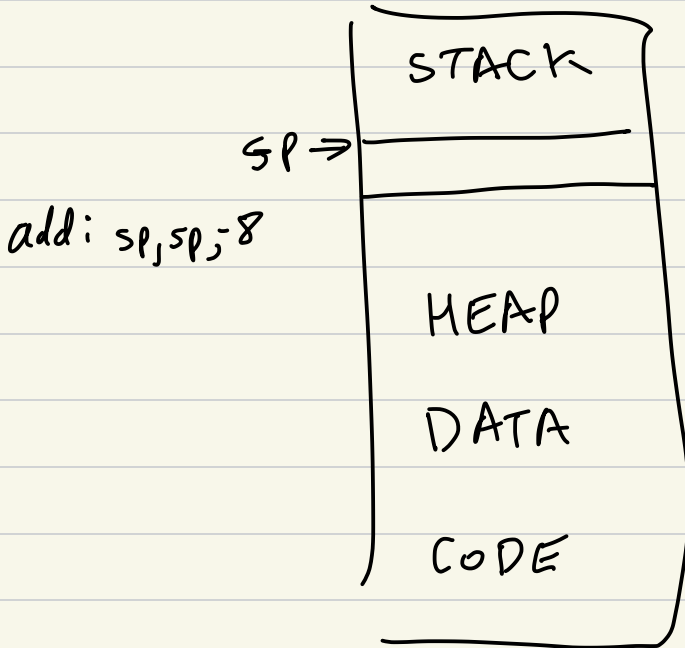 STACK
SP →
addi sp, sp, -8
HEAP
DATA
CODE